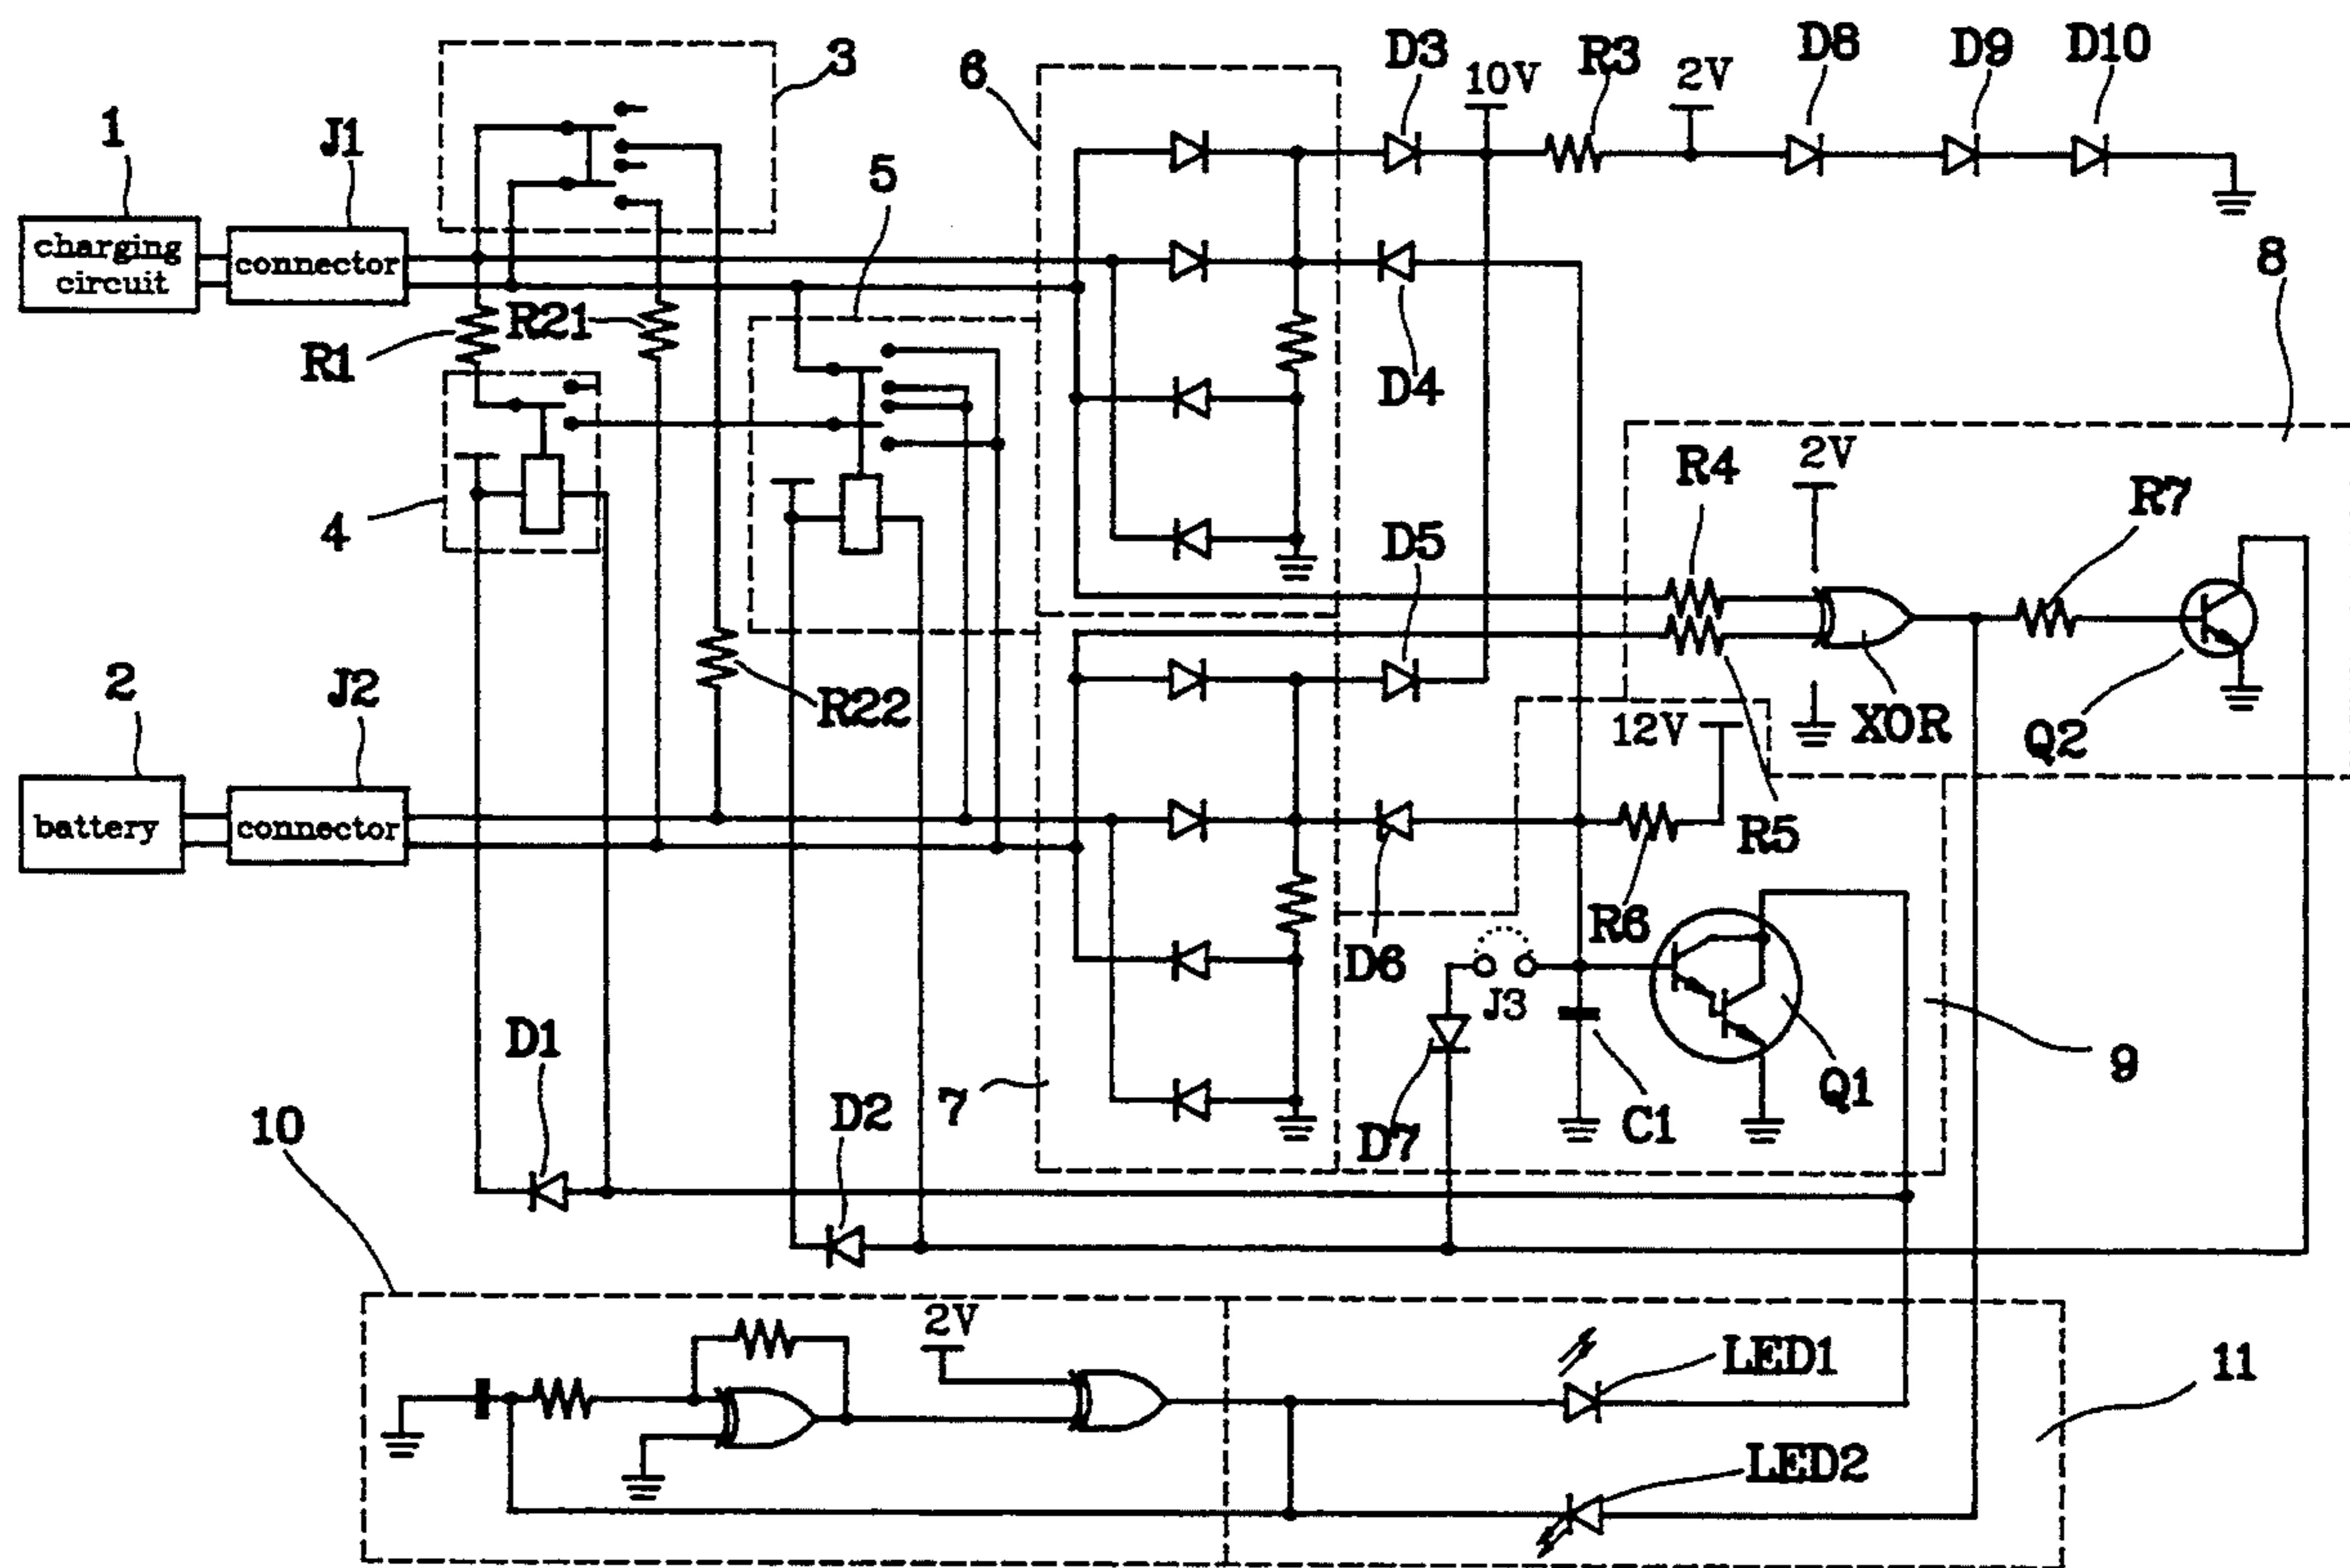 D3
10V
R3
2V
D8
D9
D10
3
6
1
J1
5
charging
circuit
connector
8
R21
R1
D4
R4
2V
R7
4
D5
2
J2
R22
12V
XOR
Q2
battery
connector
R5
R6
D6
J3
D1
9
7
D2
Q1
C1
D7
10
2V
LED1
11
LED2